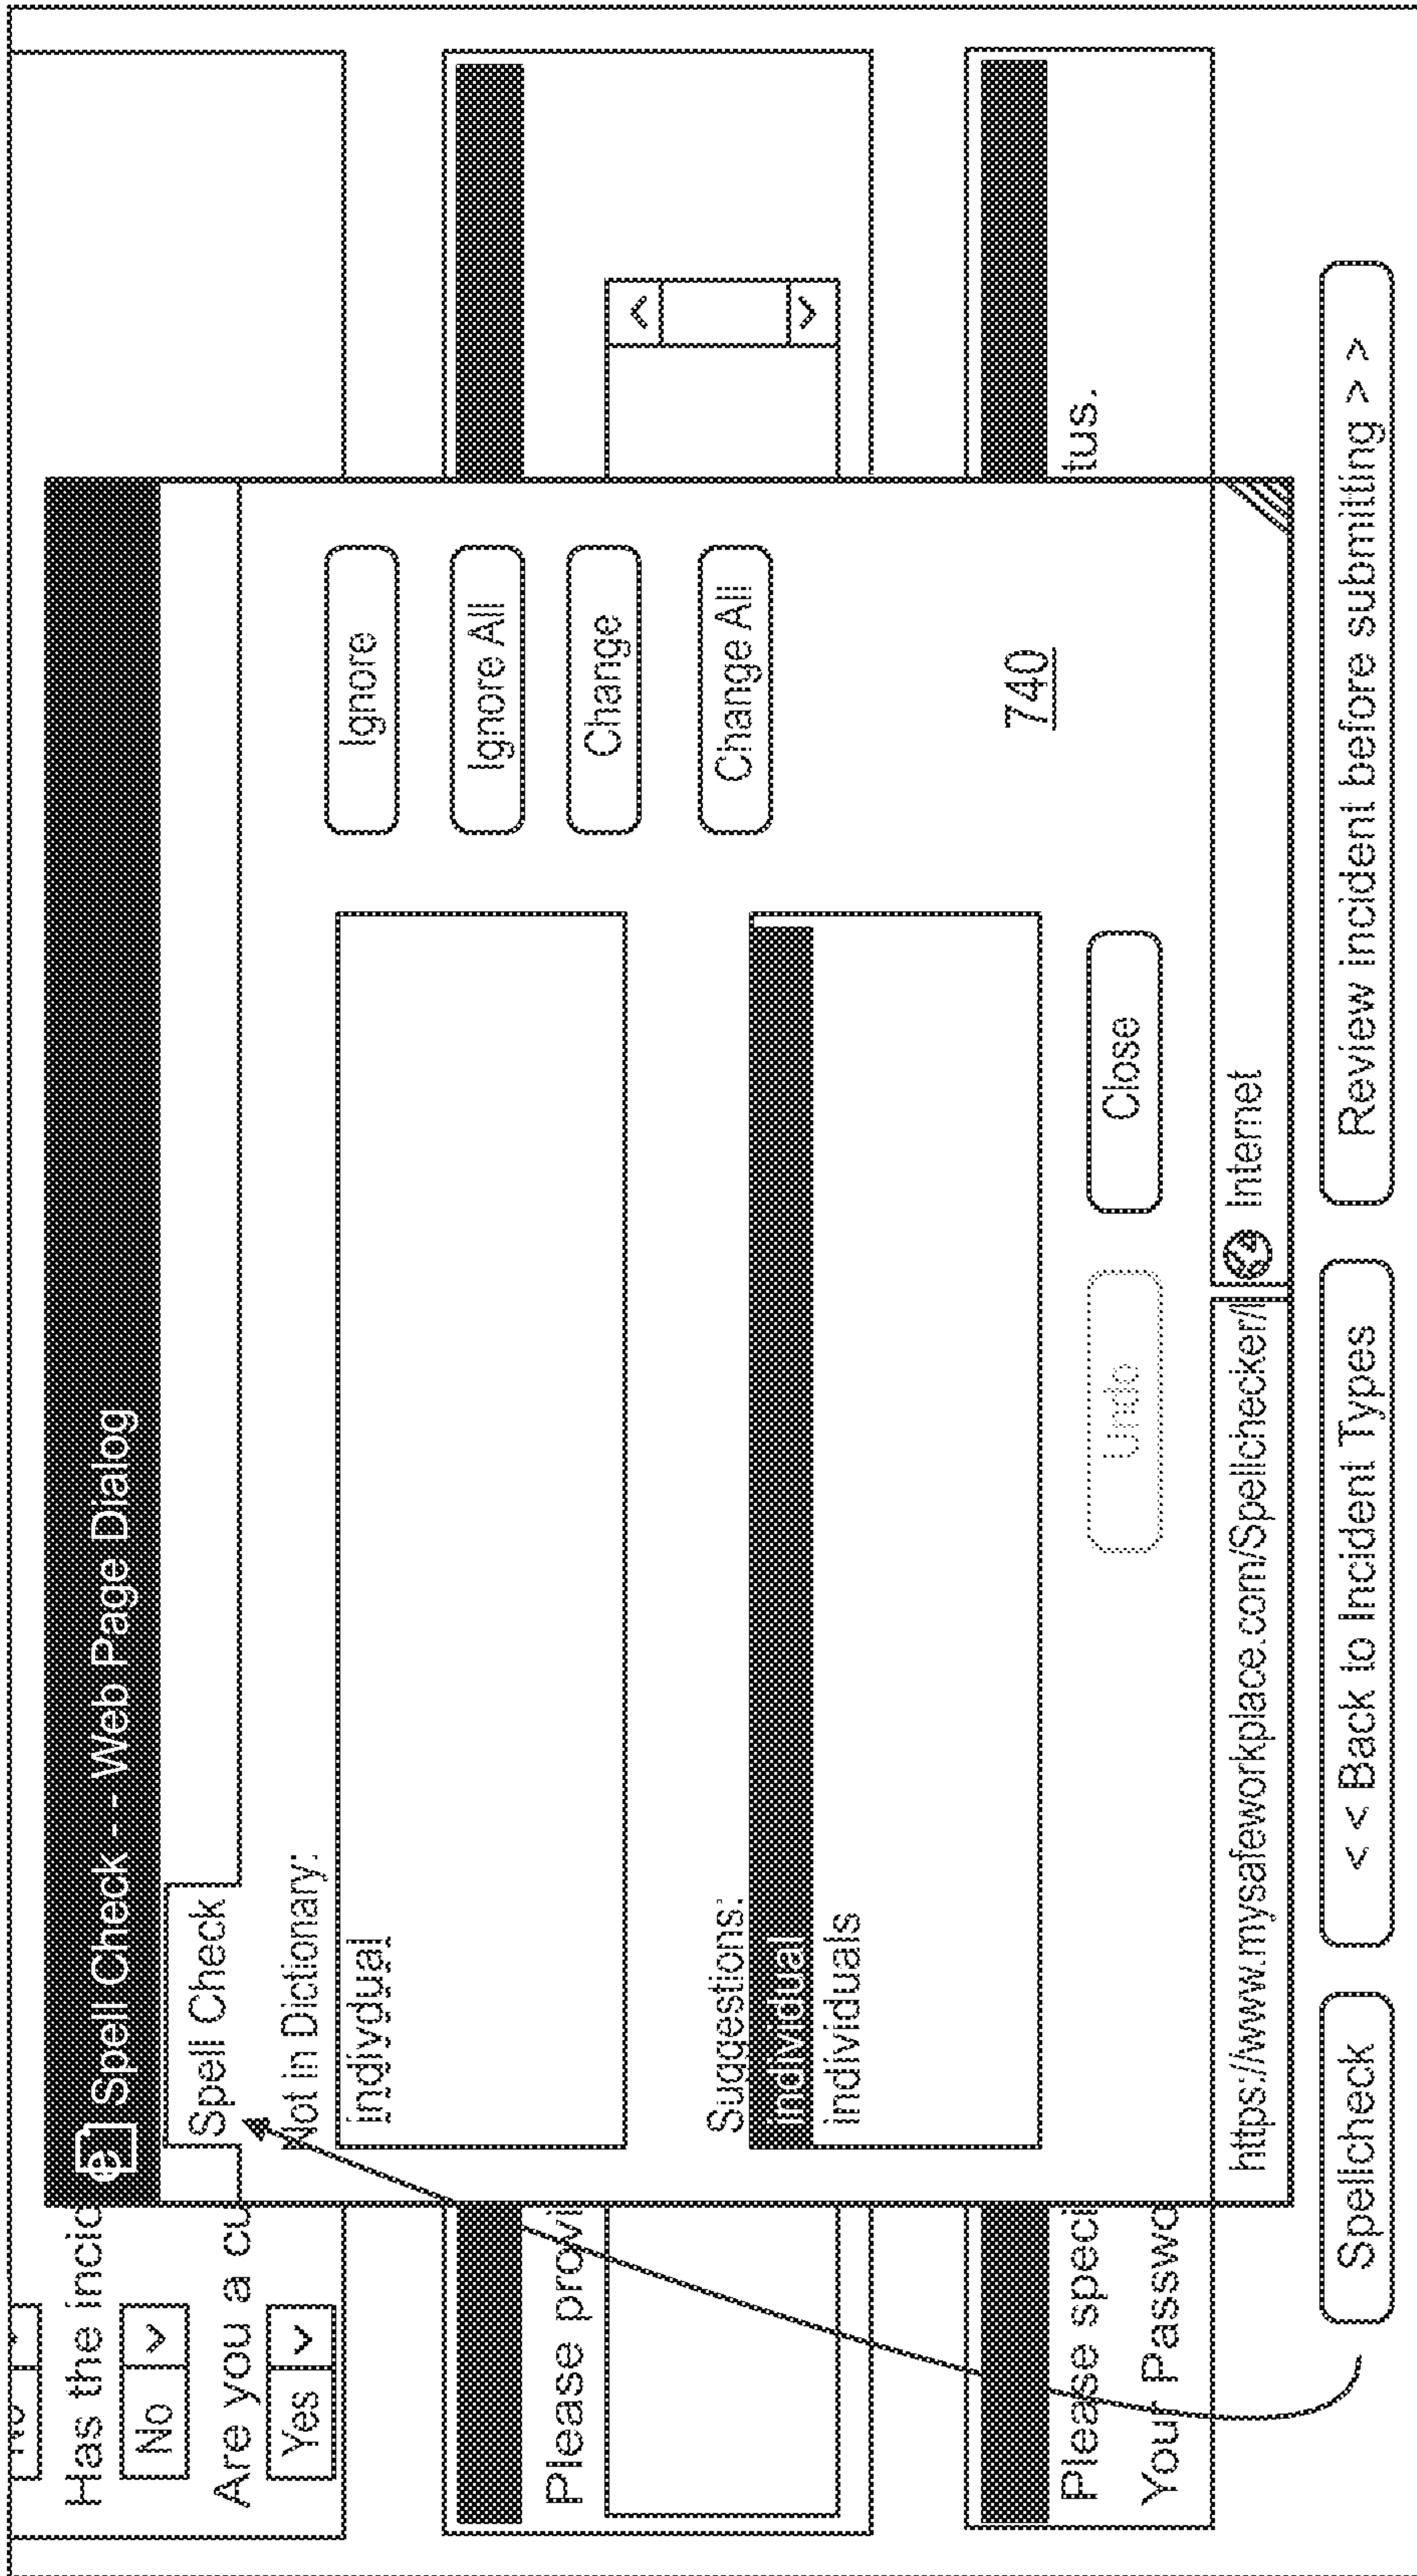 Has the incid
No
Are you a cu
Yes
Spell Check - - Web Page Dialog
Spell Check
Not in Dictionary:
indivdual
Ignore
Ignore All
Change
Change All
Suggestions:
individual
individuals
740
Undo
Close
https://www.mysafeworkplace.com/Spellchecker/I
Internet
Please provi
Please speci
tus.
Your Passwo
Spellcheck
< < Back to Incident Types
Review incident before submitting > >